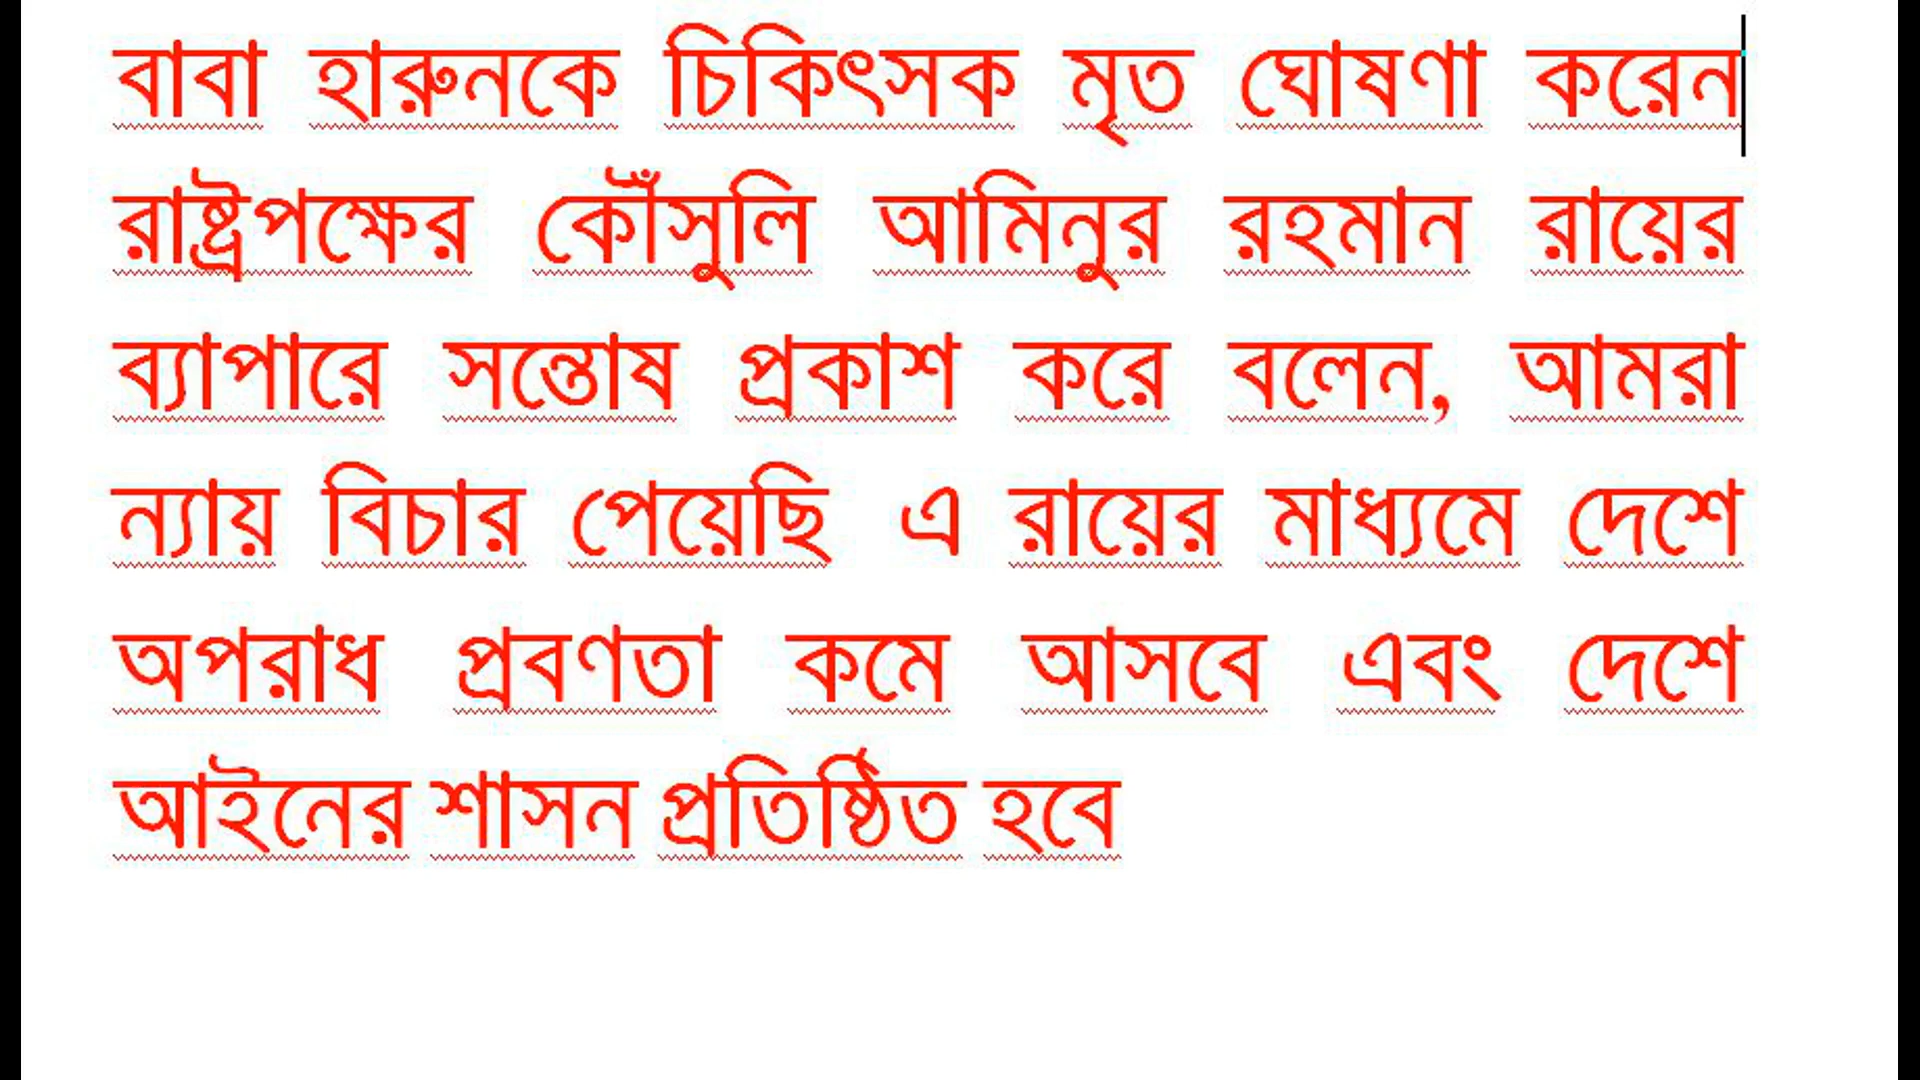 বাবা হারুনকে চিকিৎসক মৃত ঘোষণা করেন
রাষ্ট্রপক্ষের কৌঁসুলি আমিনুর রহমান রায়ের
ব্যাপারে সন্তোষ প্রকাশ করে বলেন, আমরা
ন্যায় বিচার পেয়েছি এ রায়ের মাধ্যমে দেশে
অপরাধ প্রবণতা কমে আসবে এবং দেশে
আইনের শাসন প্রতিষ্ঠিত হবে